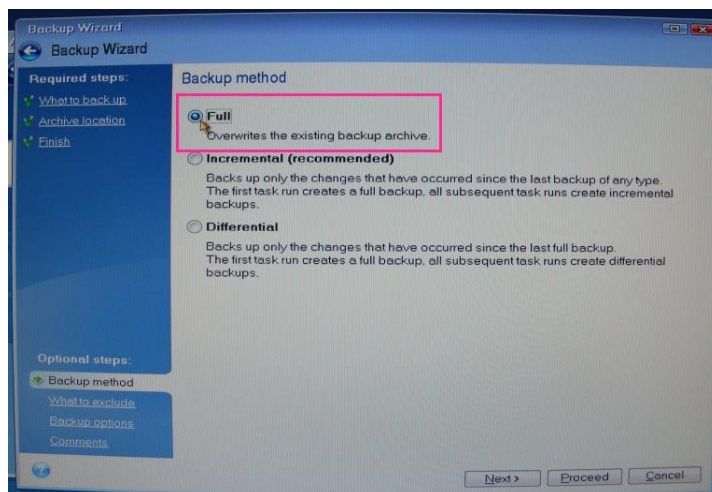 Backup Wizard
Backup Wizard
Required steps:
What to back up
Archive location
Finish
Backup method
Full
Overwrites the existing backup archive.
Incremental (recommended)
Backs up only the changes that have occurred since the last backup of any type.
The first task run creates a full backup, all subsequent task runs create incremental
backups.
Differential
Backs up only the changes that have occurred since the last full backup.
The first task run creates a full backup, all subsequent task runs create differential
backups.
Optional steps:
Backup method
What to exclude
Backup options
Comments
Next >
Proceed
Cancel